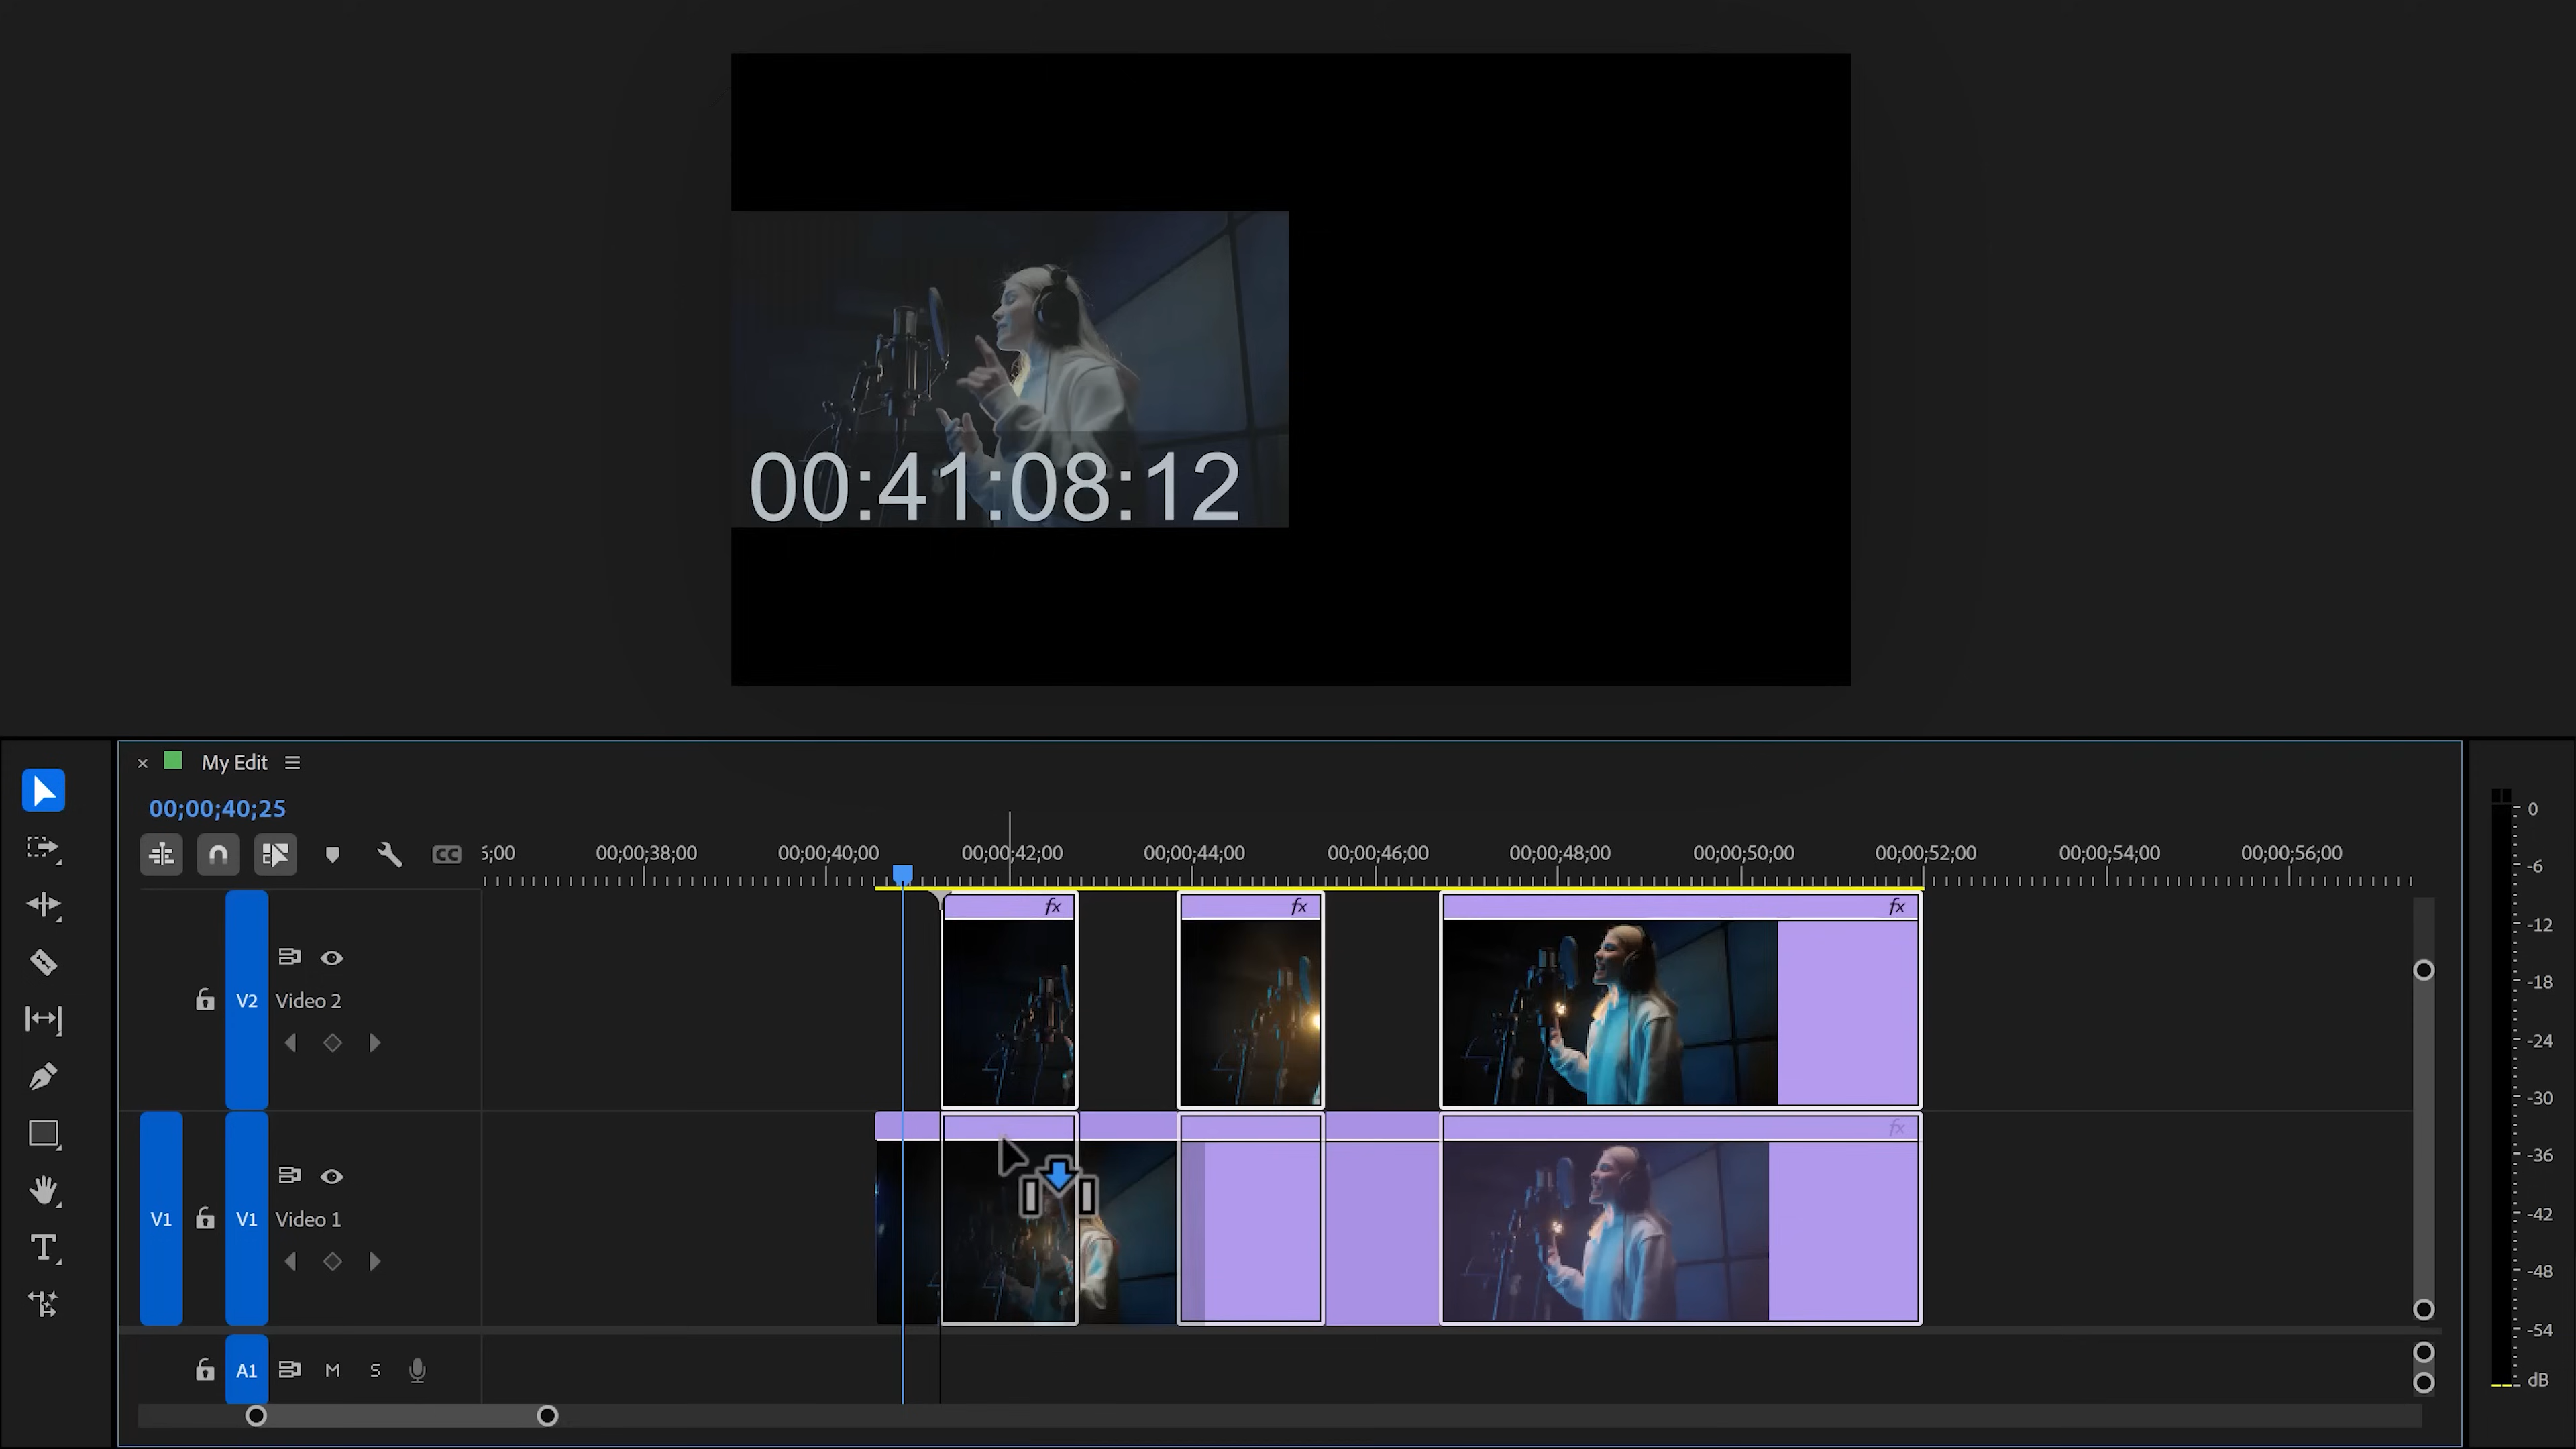 00:41:08:12
× My Edit
00;00;40;25
CC
;00 00;00;38;00 00;00;40;00 00;00;42;00 00;00;44;00 00;00;46;00 00;00;48;00 00;00;50;00 00;00;52;00 00;00;54;00 00;00;56;00
fx fx fx
V2 Video 2
fx
V1 V1 Video 1
A1 M S
T
0
-6
-12
-18
-24
-30
-36
-42
-48
-54
dB